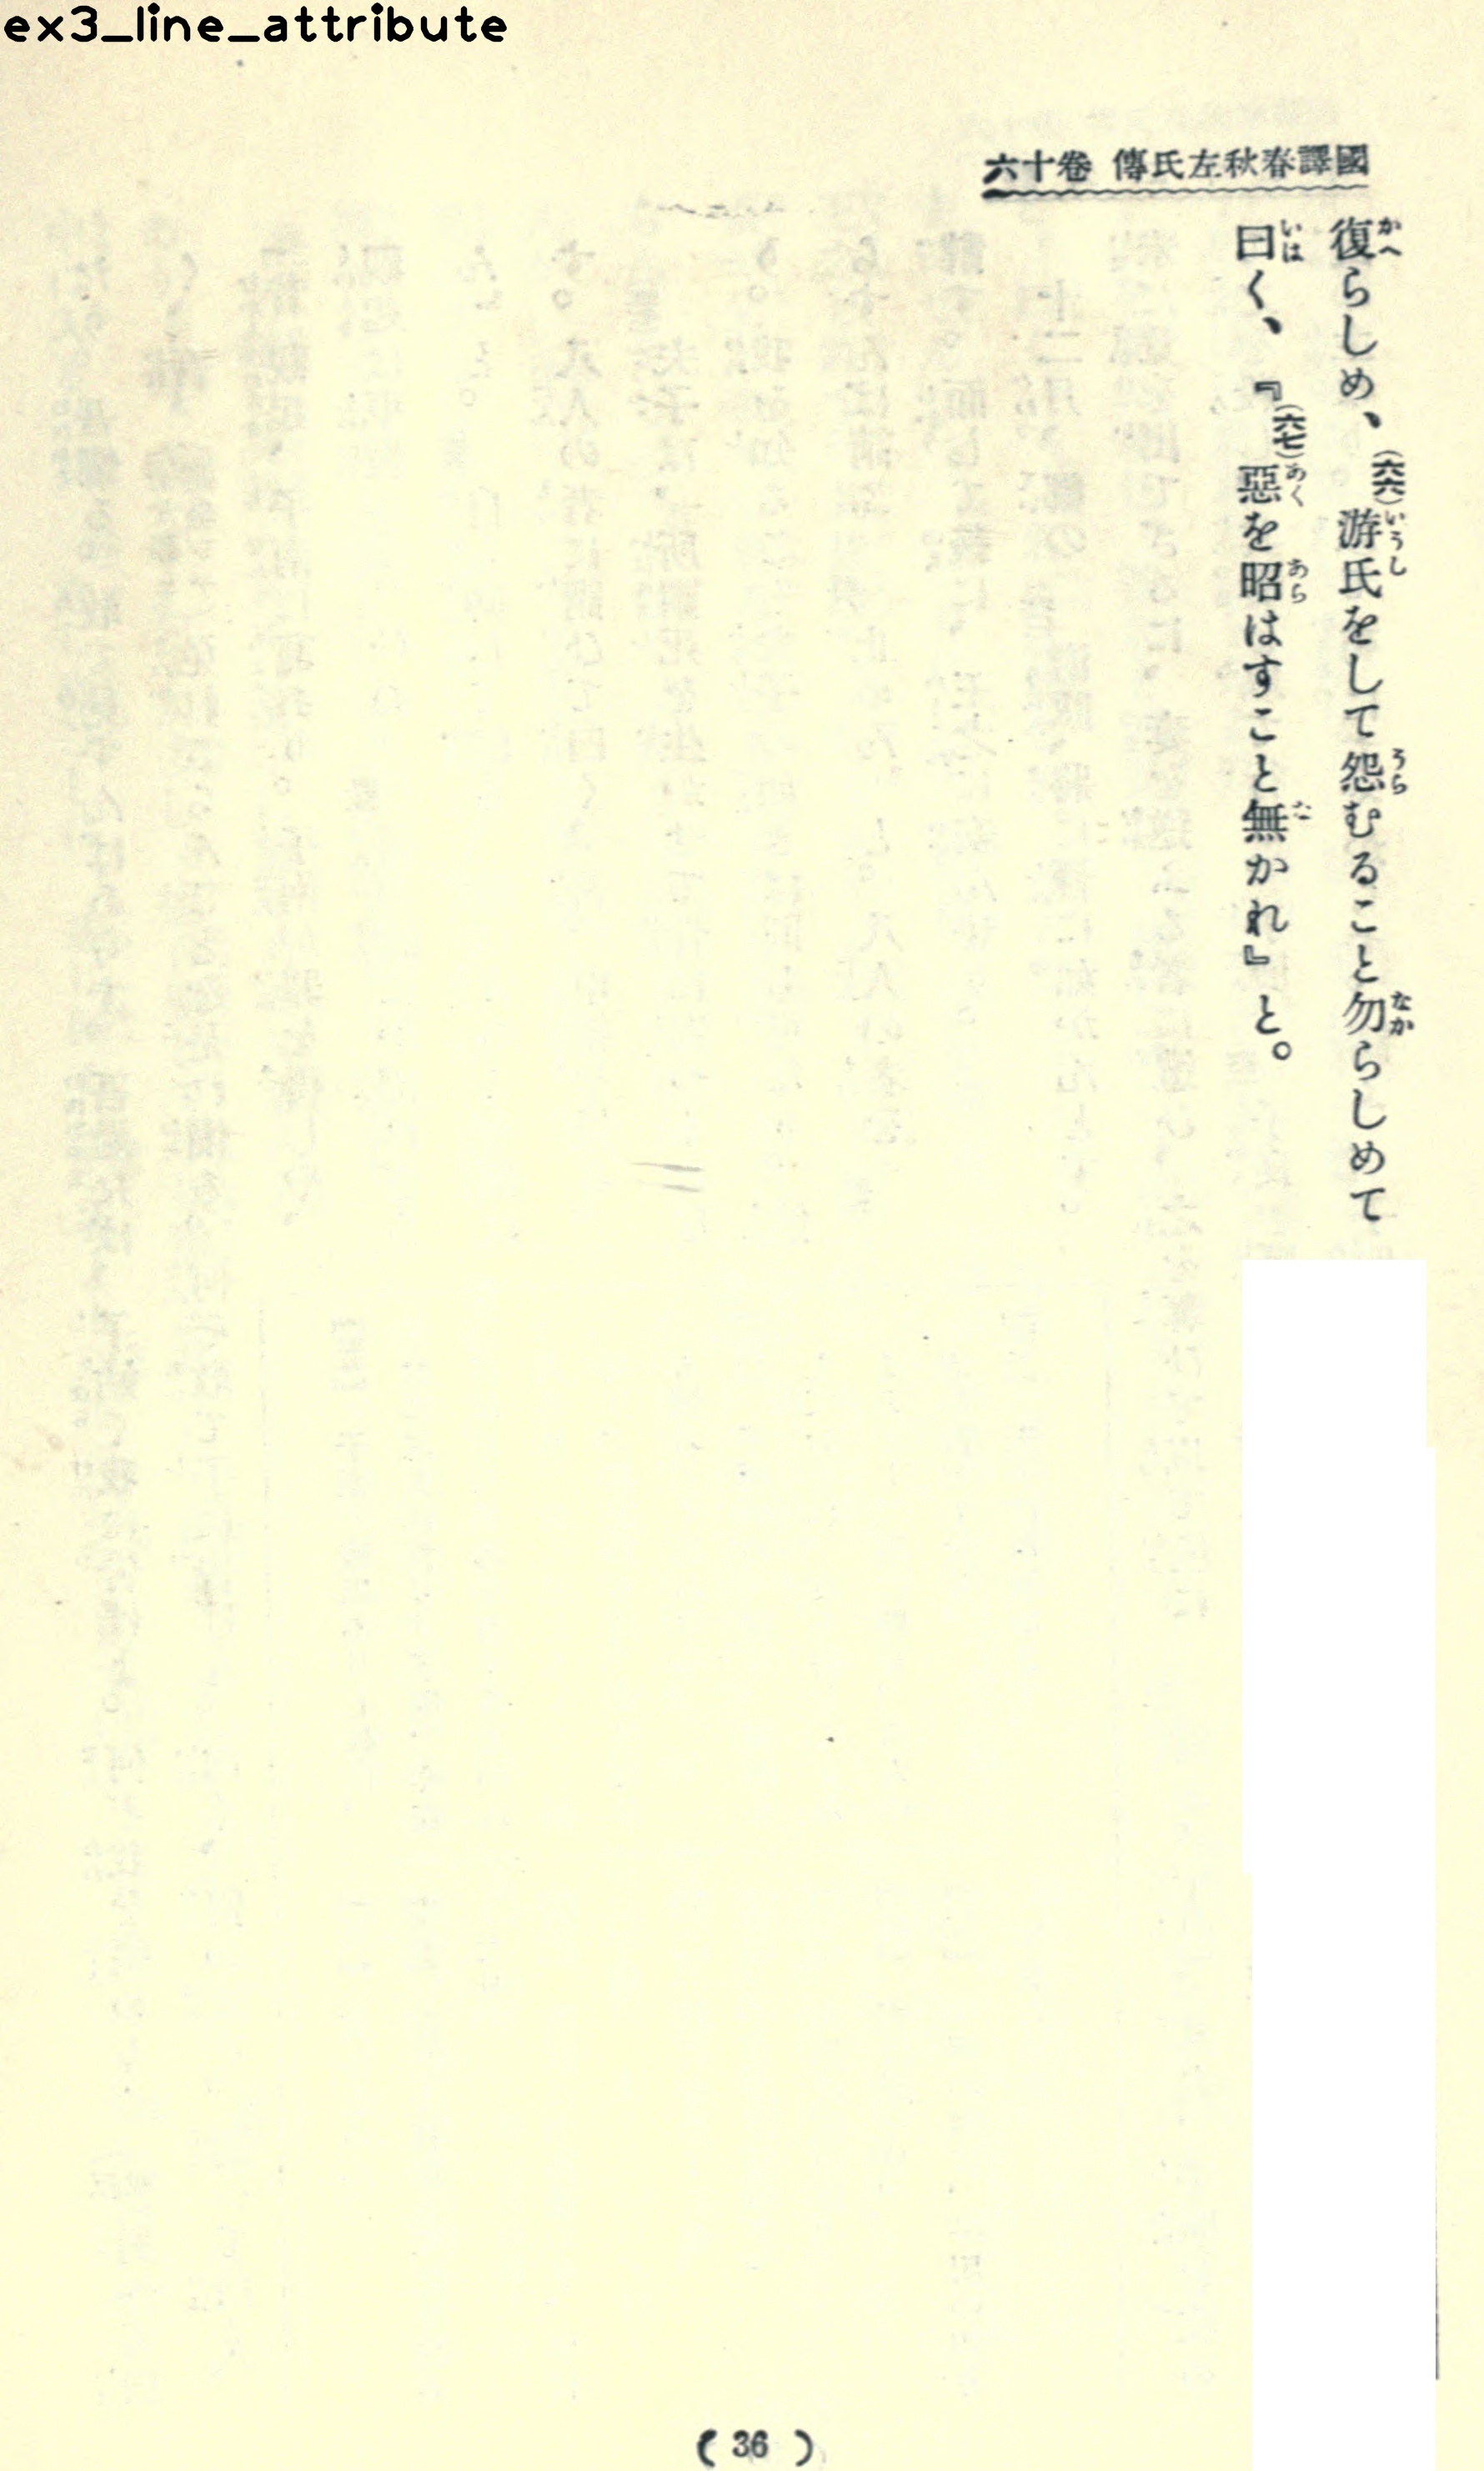 ex3_line_attribute
國譯春秋左氏傳 卷十六
復らしめ、(六六)游氏をして怨むること勿らしめて
曰く、『(六七)惡を昭はすこと無かれ』と。
( 36 )